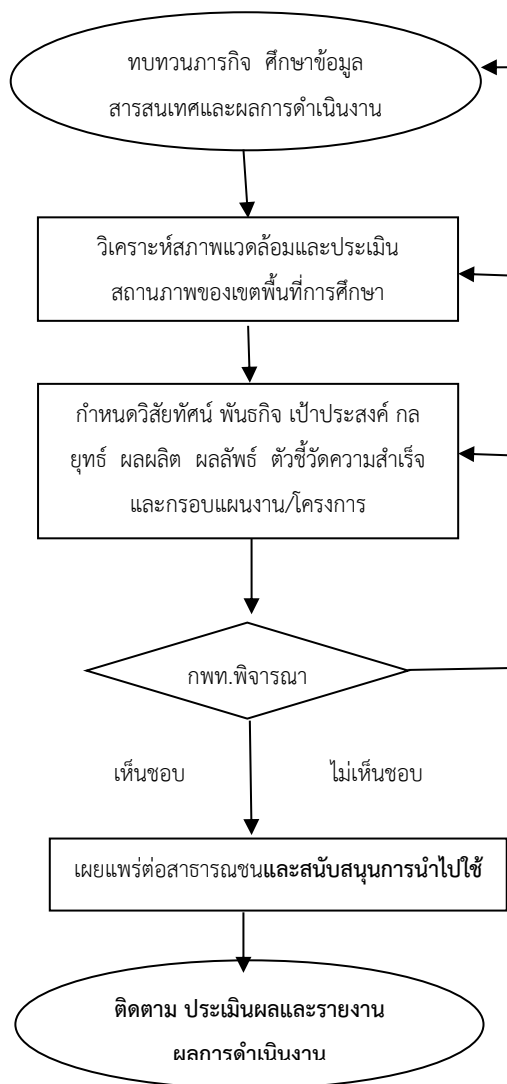 ทบทวนภารกิจ ศึกษาข้อมูล
สารสนเทศและผลการดำเนินงาน
วิเคราะห์สภาพแวดล้อมและประเมิน
สถานภาพของเขตพื้นที่การศึกษา
กำหนดวิสัยทัศน์ พันธกิจ เป้าประสงค์ กล
ยุทธ์ ผลผลิต ผลลัพธ์ ตัวชี้วัดความสำเร็จ
และกรอบแผนงาน/โครงการ
กพท.พิจารณา
เห็นชอบ ไม่เห็นชอบ
เผยแพร่ต่อสาธารณชนและสนับสนุนการนำไปใช้
ติดตาม ประเมินผลและรายงาน
ผลการดำเนินงาน